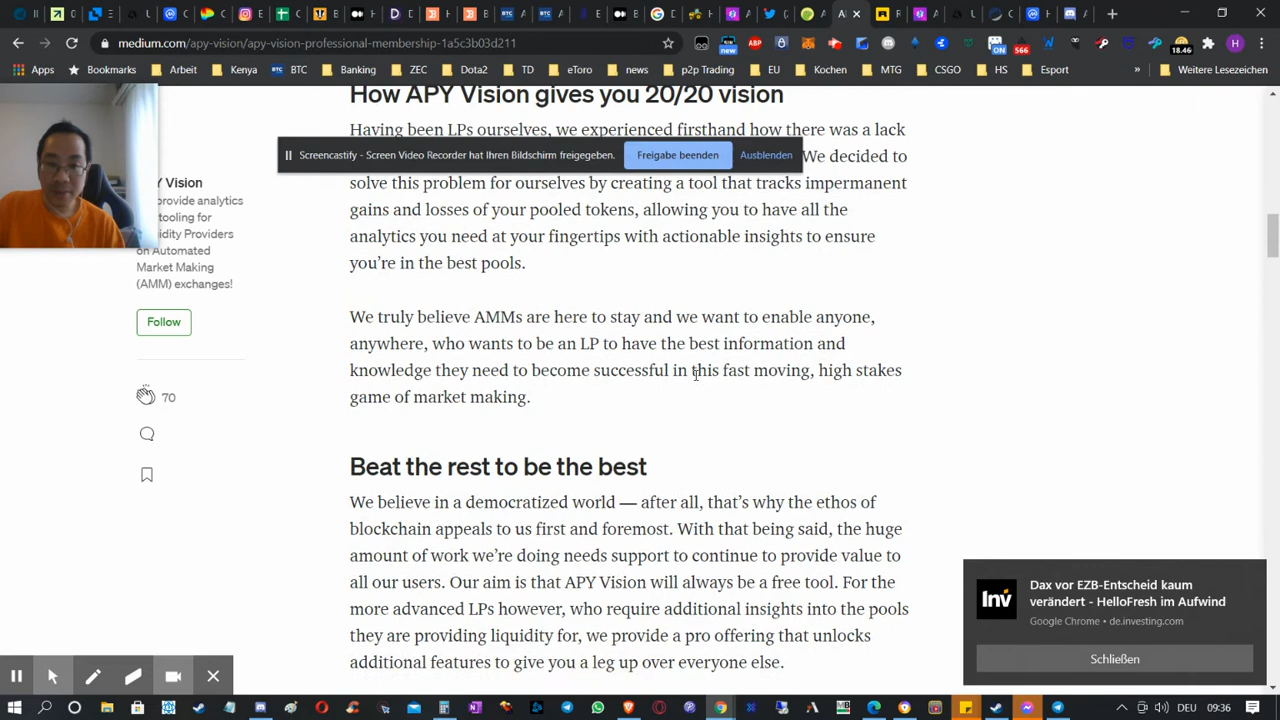 BTC
BTC
medium.com/apy-vision/apy-vision-professional-membership-1a5c3b03d211
new
ABP
ON
566
18.46
H
Apps
Bookmarks
Arbeit
Kenya
BTC
Banking
ZEC
Dota2
TD
eToro
news
p2p Trading
EU
Kochen
MTG
CSGO
HS
Esport
»
Weitere Lesezeichen
How APY Vision gives you 20/20 vision
Having been LPs ourselves, we experienced firsthand how there was a lack
Screencastify - Screen Video Recorder hat Ihren Bildschirm freigegeben.
Freigabe beenden
Ausblenden
We decided to
solve this problem for ourselves by creating a tool that tracks impermanent
gains and losses of your pooled tokens, allowing you to have all the
analytics you need at your fingertips with actionable insights to ensure
you're in the best pools.
Y Vision
provide analytics
tooling for
idity Providers
on Automated
Market Making
(AMM) exchanges!
Follow
70
We truly believe AMMs are here to stay and we want to enable anyone,
anywhere, who wants to be an LP to have the best information and
knowledge they need to become successful in this fast moving, high stakes
game of market making.
Beat the rest to be the best
We believe in a democratized world — after all, that's why the ethos of
blockchain appeals to us first and foremost. With that being said, the huge
amount of work we're doing needs support to continue to provide value to
all our users. Our aim is that APY Vision will always be a free tool. For the
more advanced LPs however, who require additional insights into the pools
they are providing liquidity for, we provide a pro offering that unlocks
additional features to give you a leg up over everyone else.
Inv
Dax vor EZB-Entscheid kaum
verändert - HelloFresh im Aufwind
Google Chrome • de.investing.com
Schließen
DEU
09:36